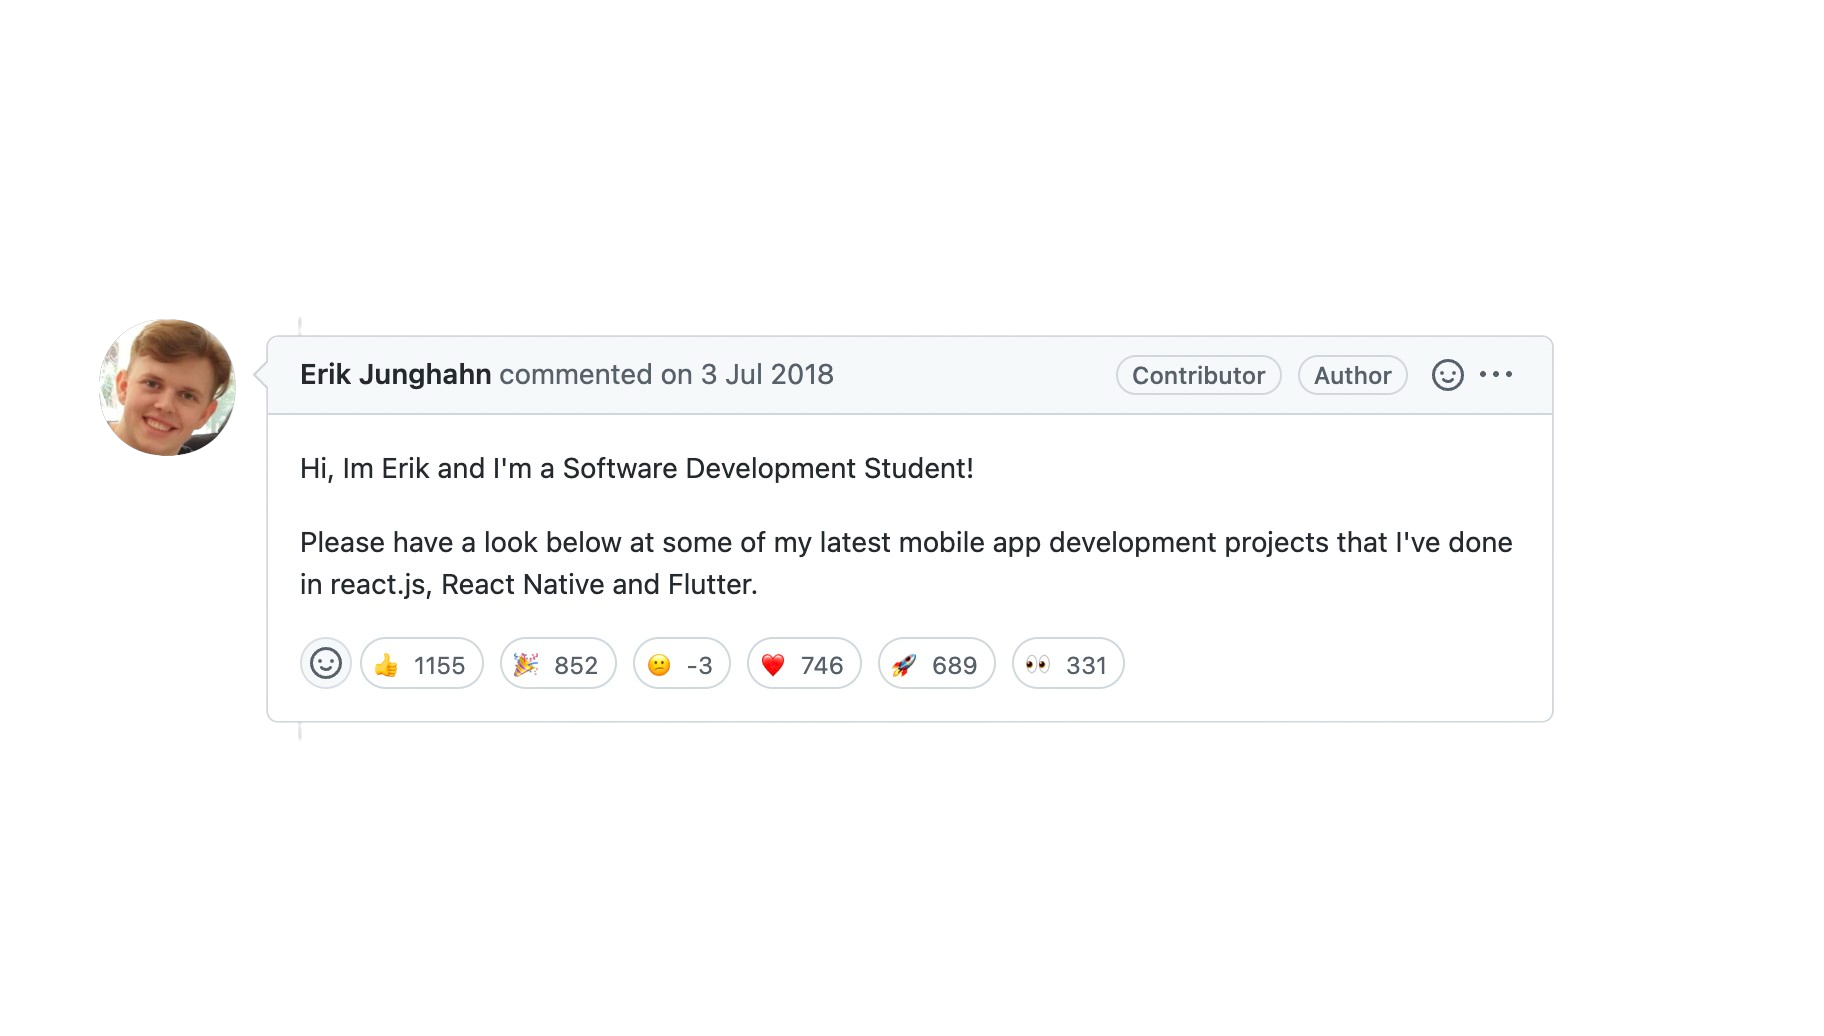 Erik Junghahn commented on 3 Jul 2018 Contributor Author
Hi, Im Erik and I'm a Software Development Student!
Please have a look below at some of my latest mobile app development projects that I've done
in react.js, React Native and Flutter.
1155 852 -3 746 689 331